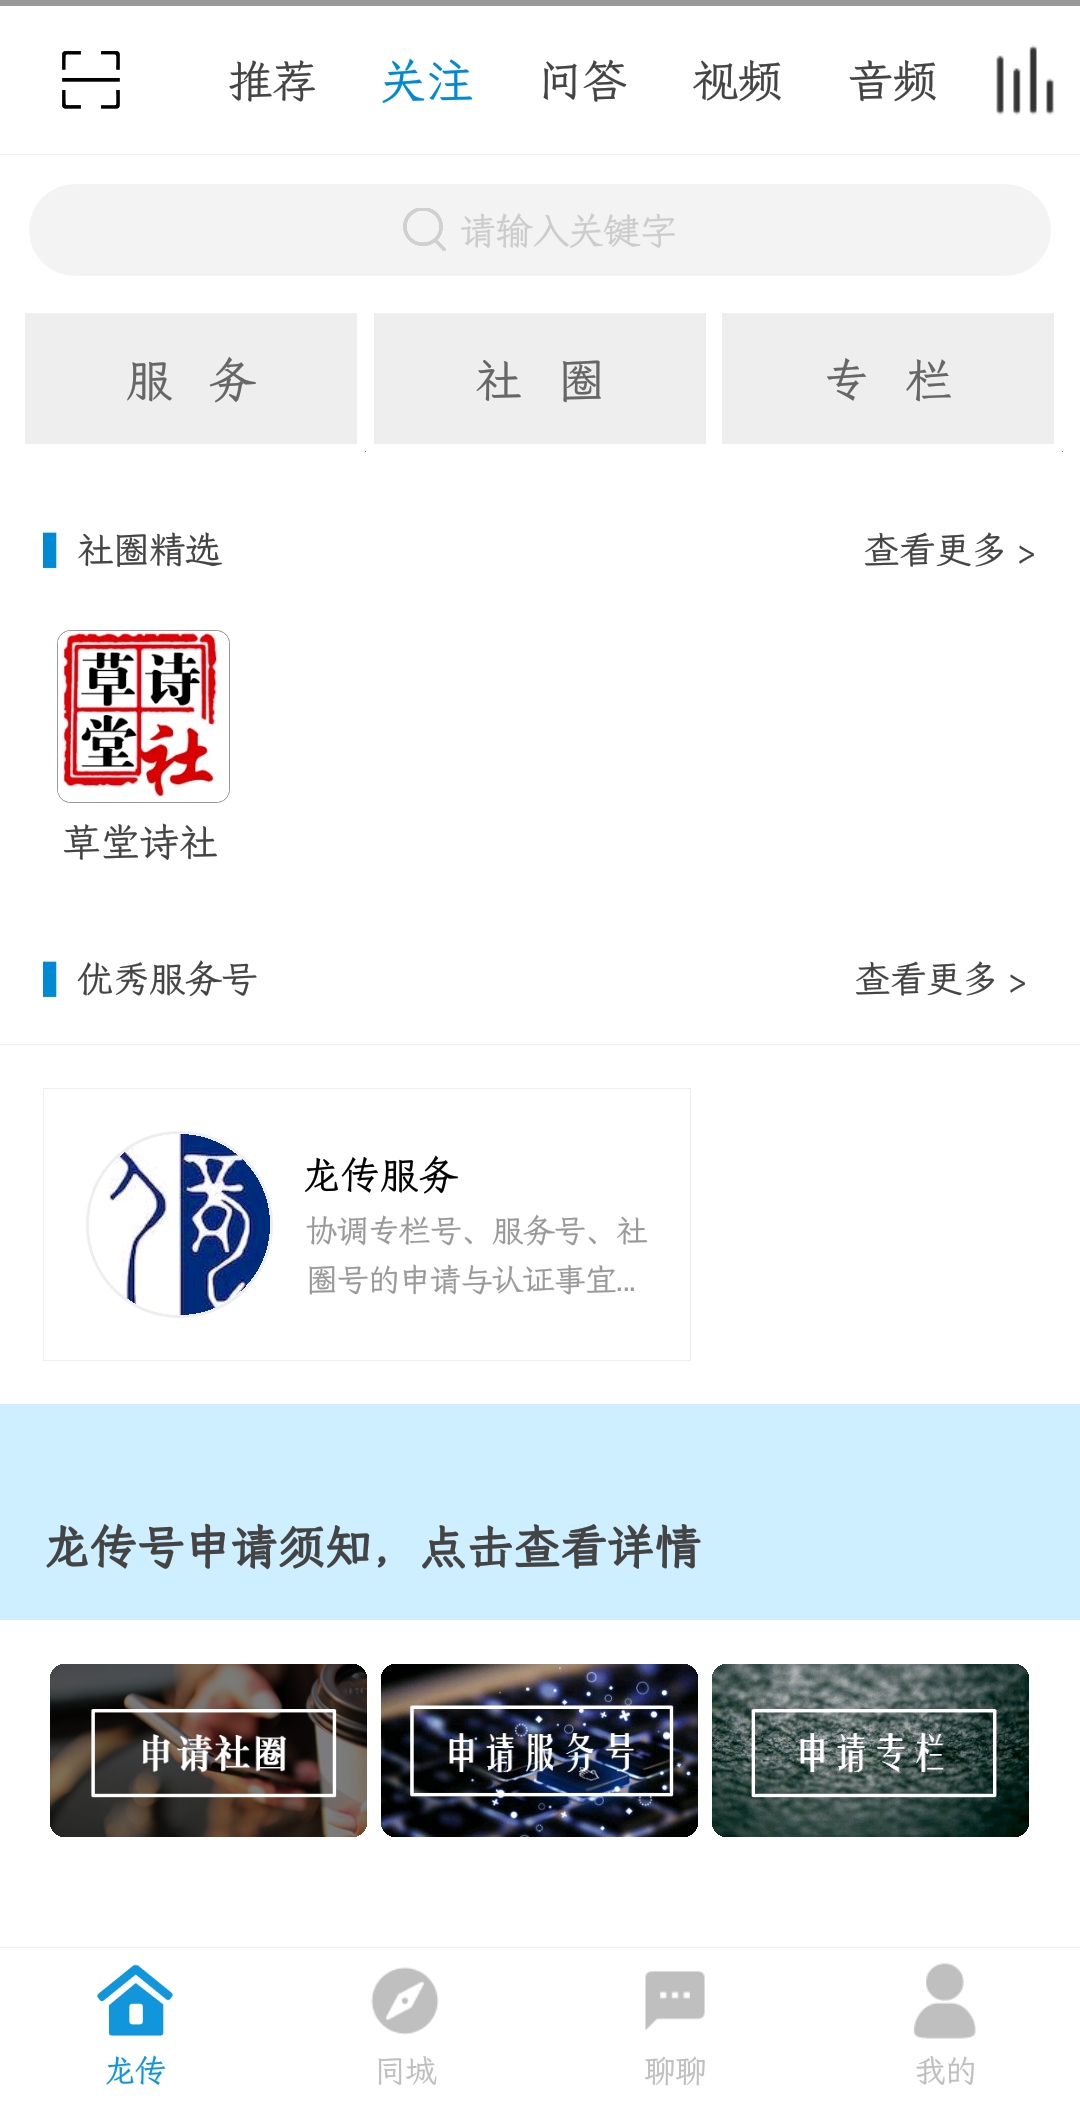 推荐 关注 问答 视频 音频
请输入关键字
服 务 社 圈 专 栏
社圈精选 查看更多 >
草诗
堂社
草堂诗社
优秀服务号 查看更多 >
龙传服务
协调专栏号、服务号、社
圈号的申请与认证事宜...
龙传号申请须知，点击查看详情
申请社圈 申请服务号 申请专栏
龙传 同城 聊聊 我的